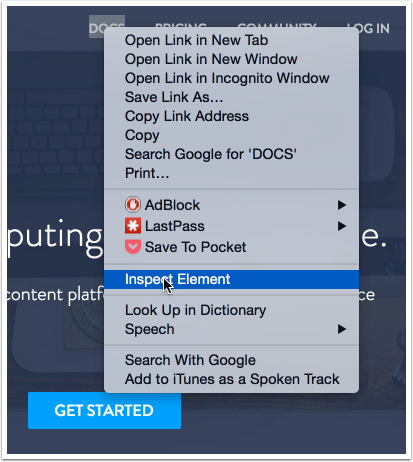 DOCS PRICING COMMUNITY LOG IN
Open Link in New Tab
Open Link in New Window
Open Link in Incognito Window
Save Link As…
Copy Link Address
Copy
Search Google for 'DOCS'
Print…
AdBlock
LastPass
Save To Pocket
puting e.
Inspect Element
content platf ce
Look Up in Dictionary
Speech
Search With Google
Add to iTunes as a Spoken Track
GET STARTED